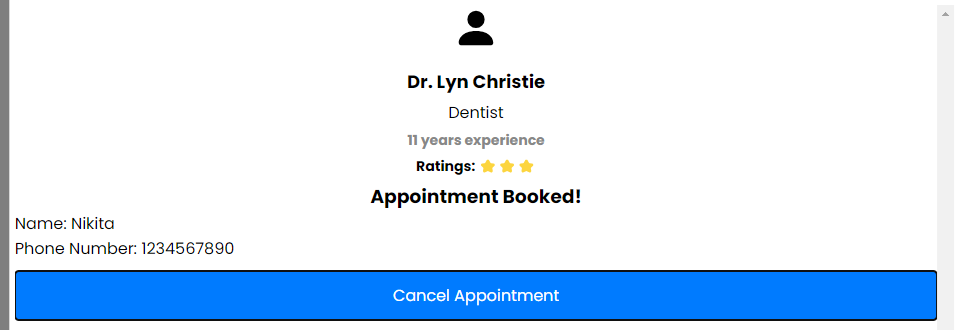 Dr. Lyn Christie
Dentist
11 years experience
Ratings:
Appointment Booked!
Name: Nikita
Phone Number: 1234567890
Cancel Appointment